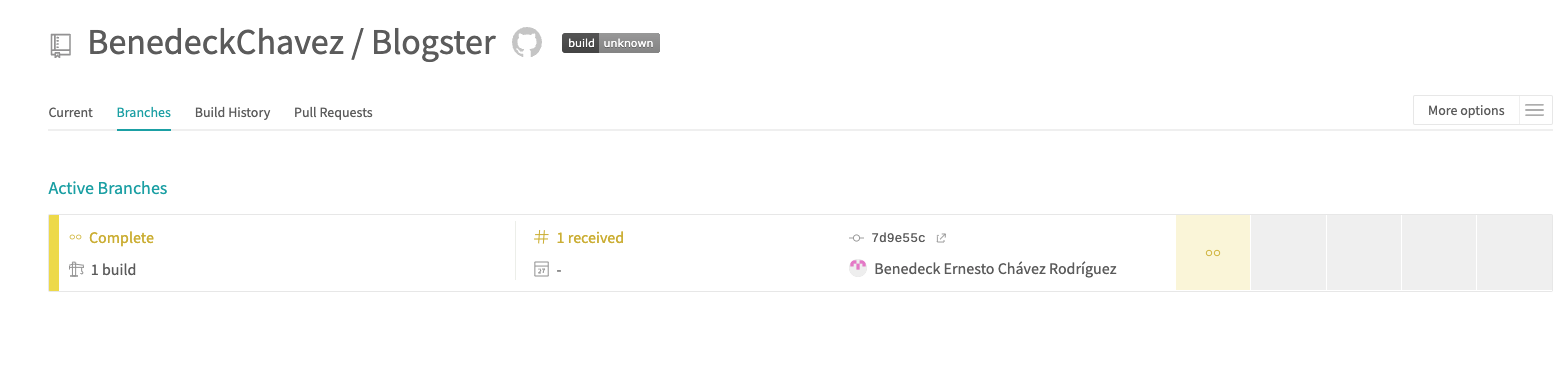 BenedeckChavez / Blogster
build unknown
Current Branches Build History Pull Requests
More options
Active Branches
Complete
# 1 received
7d9e55c
1 build
27 -
Benedeck Ernesto Chávez Rodríguez